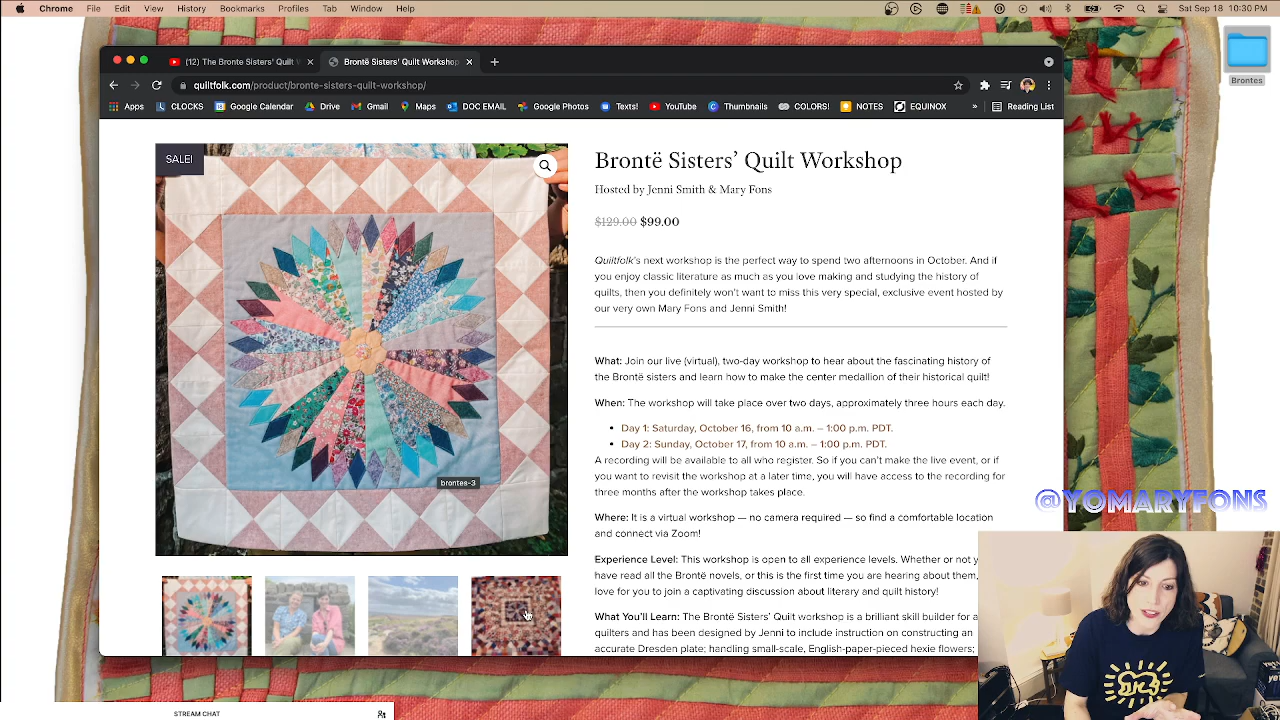 Chrome File Edit View History Bookmarks Profiles Tab Window Help
Sat Sep 18 10:30 PM
Brontes
(12) The Bronte Sisters' Quilt W
Brontë Sisters' Quilt Workshop
quiltfolk.com/product/bronte-sisters-quilt-workshop/
Apps CLOCKS Google Calendar Drive Gmail Maps DOC EMAIL Google Photos Texts! YouTube Thumbnails COLORS! NOTES EQUINOX » Reading List
SALE!
Brontë Sisters’ Quilt Workshop
Hosted by Jenni Smith & Mary Fons
$129.00 $99.00
Quiltfolk’s next workshop is the perfect way to spend two afternoons in October. And if
you enjoy classic literature as much as you love making and studying the history of
quilts, then you definitely won’t want to miss this very special, exclusive event hosted by
our very own Mary Fons and Jenni Smith!
What: Join our live (virtual), two-day workshop to hear about the fascinating history of
the Brontë sisters and learn how to make the center medallion of their historical quilt!
When: The workshop will take place over two days, approximately three hours each day.
• Day 1: Saturday, October 16, from 10 a.m. – 1:00 p.m. PDT.
• Day 2: Sunday, October 17, from 10 a.m. – 1:00 p.m. PDT.
A recording will be available to all who register. So if you can’t make the live event, or if
you want to revisit the workshop at a later time, you will have access to the recording for
three months after the workshop takes place.
Where: It is a virtual workshop — no camera required — so find a comfortable location
and connect via Zoom!
Experience Level: This workshop is open to all experience levels. Whether or not y
have read all the Brontë novels, or this is the first time you are hearing about them,
love for you to join a captivating discussion about literary and quilt history!
What You’ll Learn: The Brontë Sisters’ Quilt workshop is a brilliant skill builder for a
quilters and has been designed by Jenni to include instruction on constructing an
accurate Dresden plate; handling small-scale, English-paper-pieced hexie flowers;
brontes-3
@YOMARYFONS
STREAM CHAT